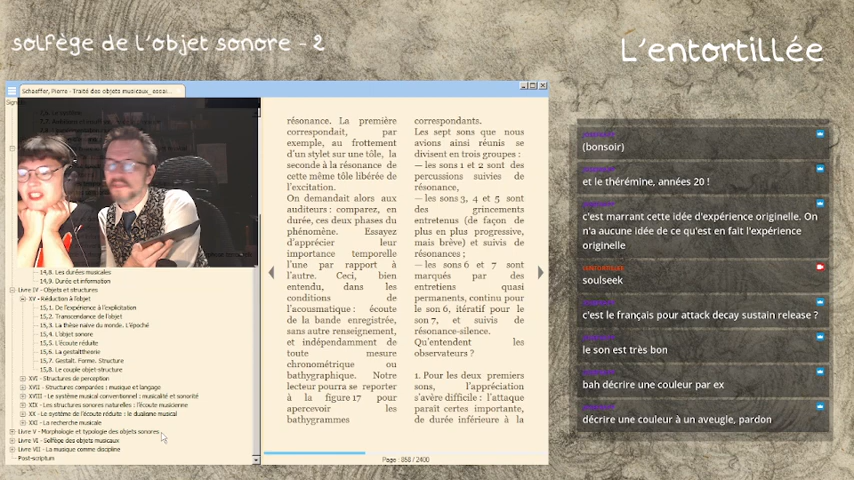 solfège de l'objet sonore - 2
L'entortillée
Schaeffer, Pierre - Traité des objets musicaux_ essai...
14,8. Les durées musicales
14,9. Durée et information
Livre IV - Objets et structures
XV - Réduction à l'objet
15,1. De l'expérience à l'explicitation
15,2. Transcendance de l'objet
15,3. La thèse naïve du monde. L'époché
15,4. L'objet sonore
15,5. L'écoute réduite
15,6. La gestalttheorie
15,7. Gestalt. Forme. Structure
15,8. Le couple objet-structure
XVI - Structures de perception
XVII - Structures comparées : musique et langage
XVIII - Le système musical conventionnel : musicalité et sonorité
XIX - Les structures sonores naturelles : l'écoute musicienne
XX - Le système de l'écoute réduite : le dualisme musical
XXI - La recherche musicale
Livre V - Morphologie et typologie des objets sonores
Livre VI - Solfège des objets musicaux
Livre VII - La musique comme discipline
Post-scriptum
résonance. La première
correspondait, par
exemple, au frottement
d'un stylet sur une tôle, la
seconde à la résonance de
cette même tôle libérée de
l'excitation.
On demandait alors aux
auditeurs : comparez, en
durée, ces deux phases du
phénomène. Essayez
d'apprécier leur
importance temporelle
l'une par rapport à
l'autre. Ceci, bien
entendu, dans les
conditions de
l'acousmatique : écoute
de la bande enregistrée,
sans autre renseignement,
et indépendamment de
toute mesure
chronométrique ou
bathygraphique. Notre
lecteur pourra se reporter
à la figure 17 pour
apercevoir les
bathygrammes
correspondants.
Les sept sons que nous
avions ainsi réunis se
divisent en trois groupes :
— les sons 1 et 2 sont des
percussions suivies de
résonance,
— les sons 3, 4 et 5 sont
des grincements
entretenus (de façon de
plus en plus progressive,
mais brève) et suivis de
résonances ;
— les sons 6 et 7 sont
marqués par des
entretiens quasi
permanents, continu pour
le son 6, itératif pour le
son 7, et suivis de
résonance-silence.
Qu'entendent les
observateurs ?
1. Pour les deux premiers
sons, l'appréciation
s'avère difficile : l'attaque
paraît certes importante,
de durée inférieure à la
Page : 858 / 2400
(bonsoir)
et le thérémine, années 20 !
c'est marrant cette idée d'expérience originelle. On
n'a aucune idée de ce qu'est en fait l'expérience
originelle
soulseek
c'est le français pour attack decay sustain release ?
le son est très bon
bah décrire une couleur par ex
décrire une couleur à un aveugle, pardon